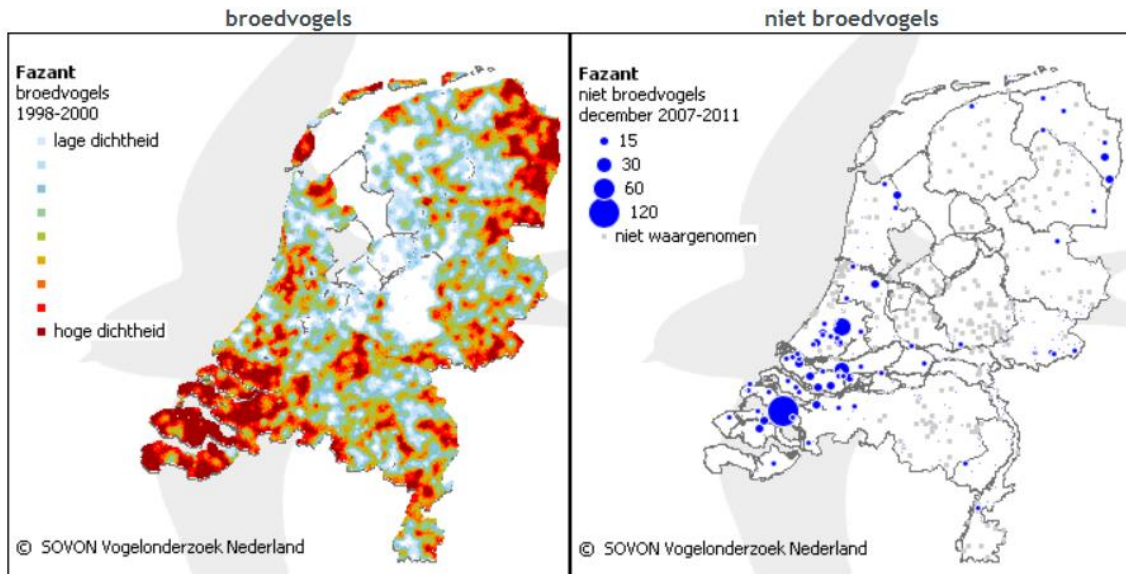 broedvogels
Fazant
broedvogels
1998-2000
lage dichtheid
hoge dichtheid
© SOVON Vogelonderzoek Nederland
niet broedvogels
Fazant
niet broedvogels
december 2007-2011
15
30
60
120
niet waargenomen
© SOVON Vogelonderzoek Nederland